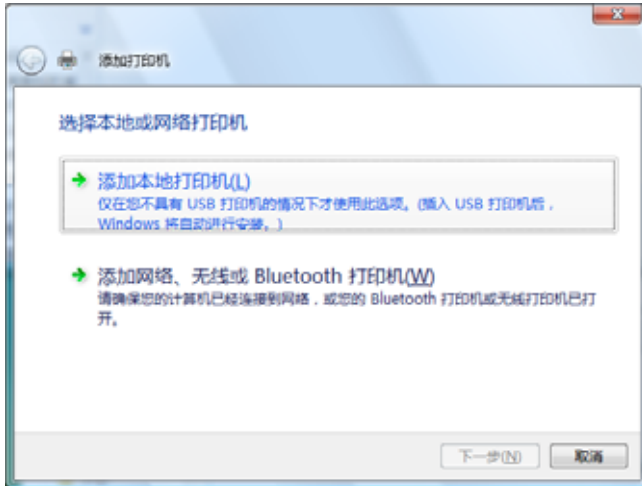 添加打印机
选择本地或网络打印机
添加本地打印机(L)
仅在您不具有 USB 打印机的情况下才使用此选项。(插入 USB 打印机后，
Windows 将自动进行安装。)
添加网络、无线或 Bluetooth 打印机(W)
请确保您的计算机已经连接到网络，或您的 Bluetooth 打印机或无线打印机已打
开。
下一步(N)
取消